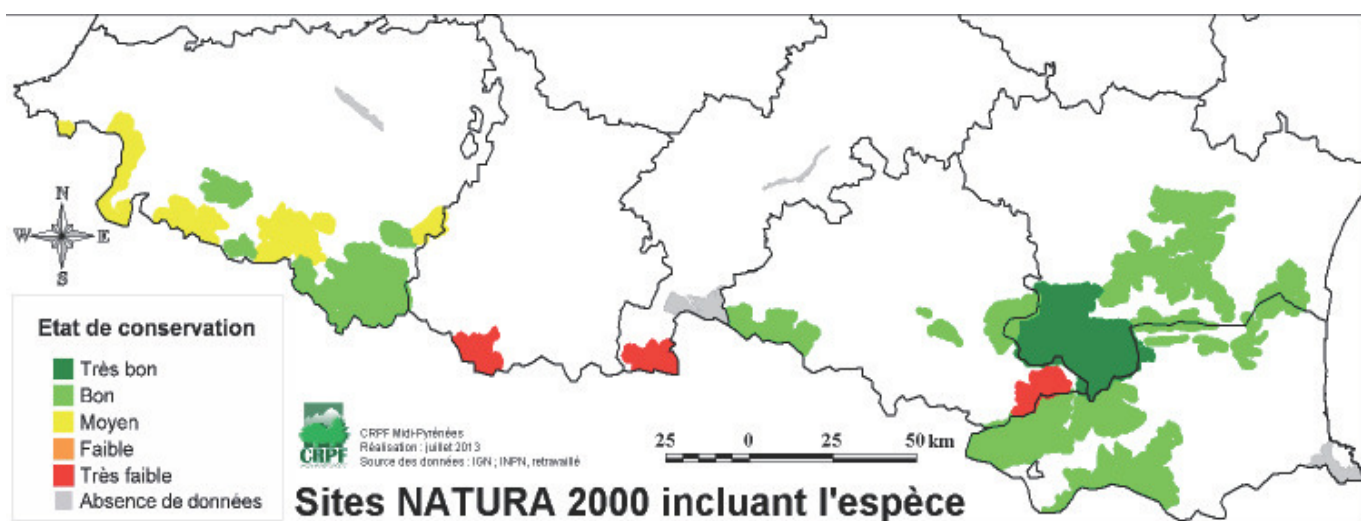 N
W E
S
Etat de conservation
Très bon
Bon
Moyen
Faible
Très faible
Absence de données
CRPF
CRPF Midi-Pyrénées
Réalisation : juillet 2013
Source des données : IGN ; INPN, retravaillé
25 0 25 50 km
Sites NATURA 2000 incluant l'espèce